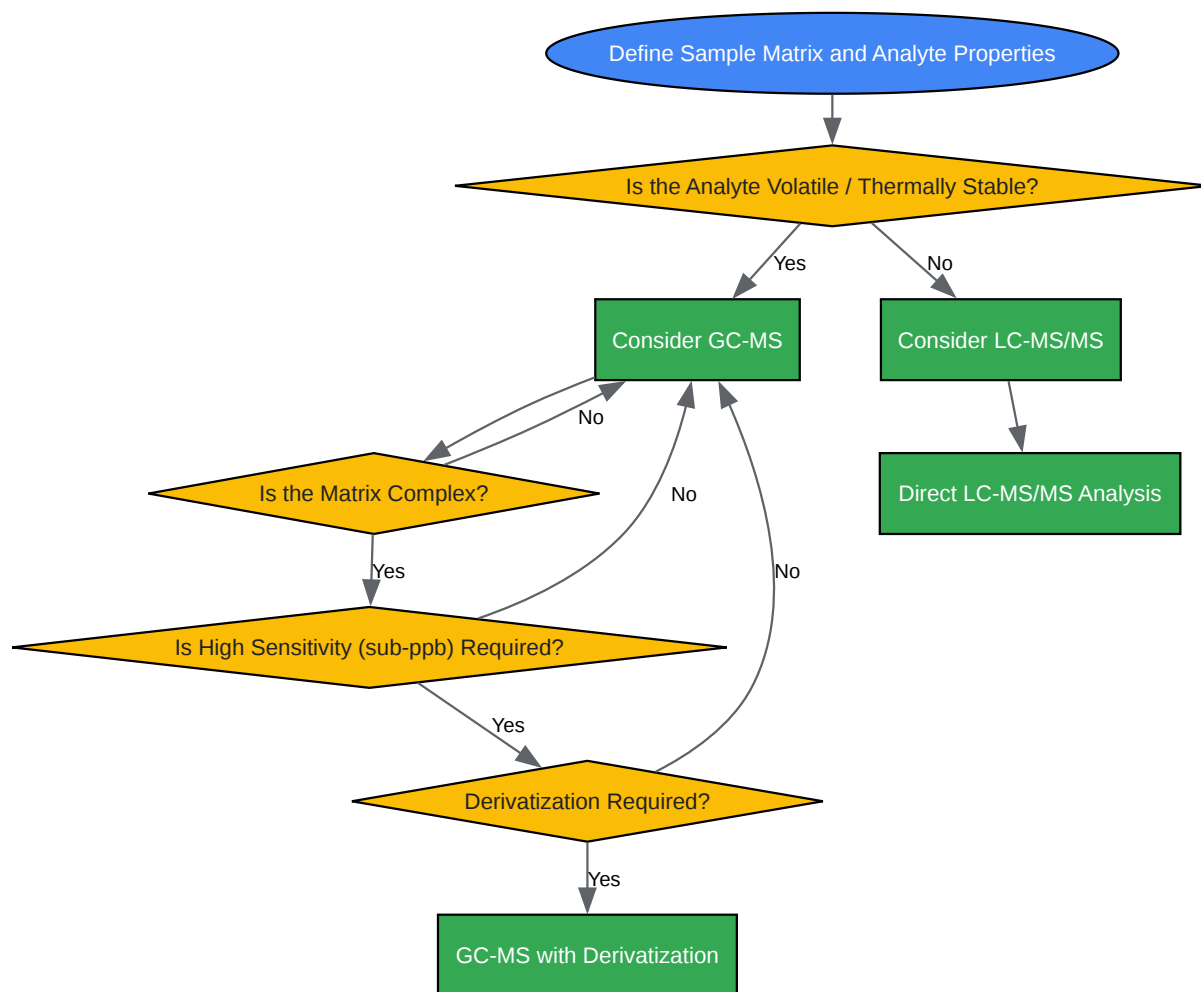 Define Sample Matrix and Analyte Properties
Is the Analyte Volatile / Thermally Stable?
Yes
No
Consider GC-MS
Consider LC-MS/MS
No
Is the Matrix Complex?
No
Direct LC-MS/MS Analysis
Yes
No
Is High Sensitivity (sub-ppb) Required?
Yes
Derivatization Required?
Yes
GC-MS with Derivatization